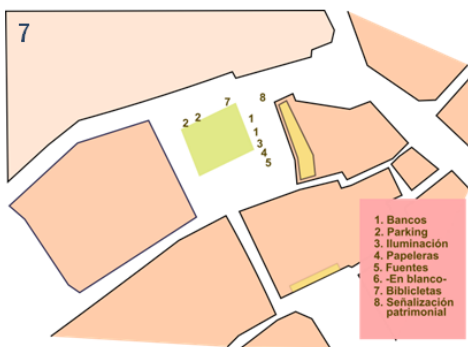 7
7
8
2
2
1
1
3
4
5
1. Bancos
2. Parking
3. Iluminación
4. Papeleras
5. Fuentes
6. -En blanco-
7. Biblicletas
8. Señalización
patrimonial